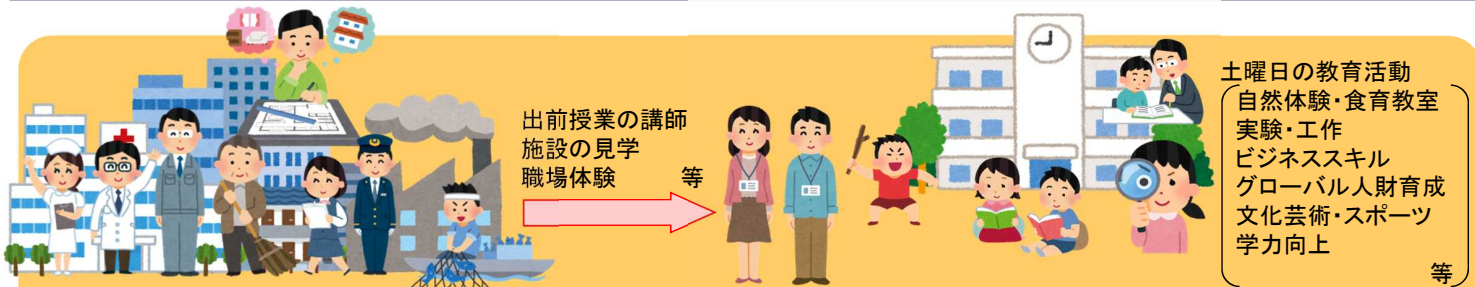 出前授業の講師
施設の見学
職場体験　　　等
土曜日の教育活動
自然体験・食育教室
実験・工作
ビジネススキル
グローバル人財育成
文化芸術・スポーツ
学力向上
等